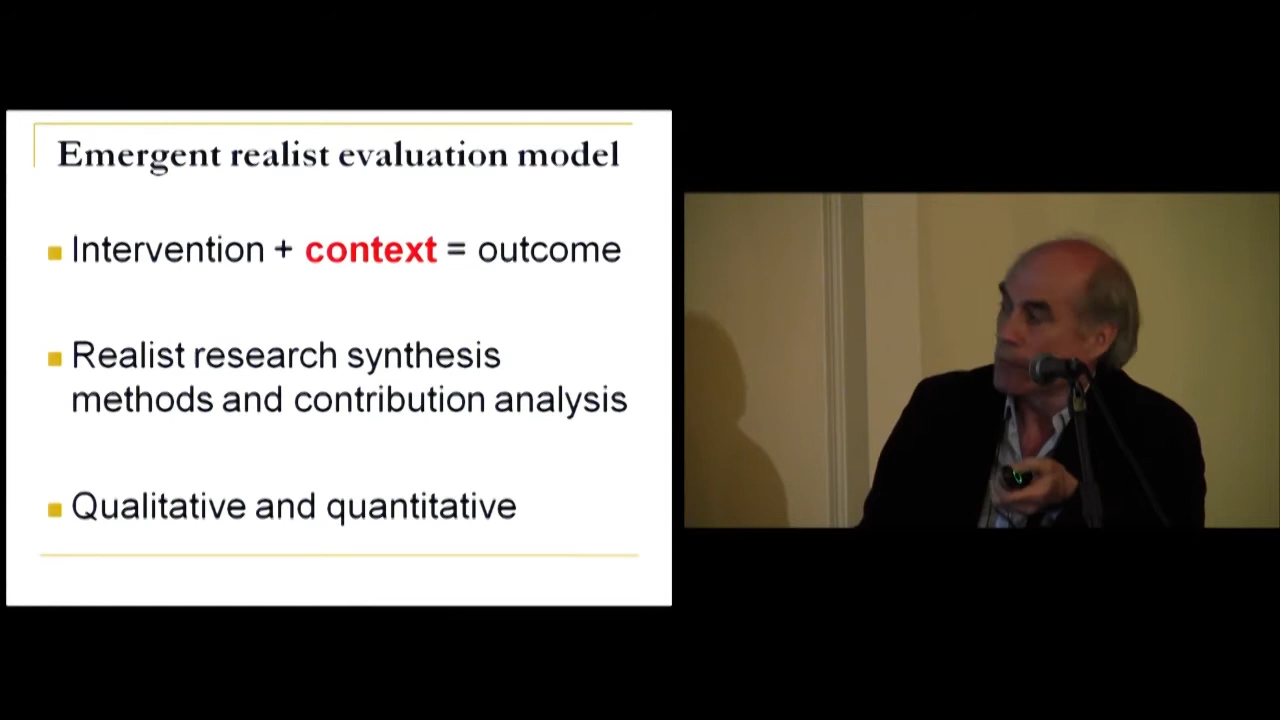 Emergent realist evaluation model
Intervention + context = outcome
Realist research synthesis
methods and contribution analysis
Qualitative and quantitative